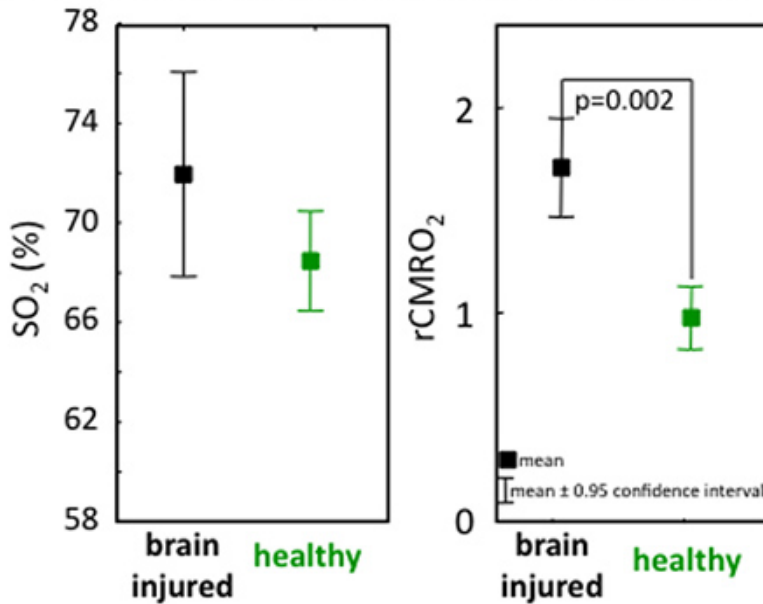 78
74
70
66
62
58
SO₂ (%)
brain
injured
healthy
2
1
0
rCMRO₂
p=0.002
mean
mean ± 0.95 confidence interval
brain
injured
healthy